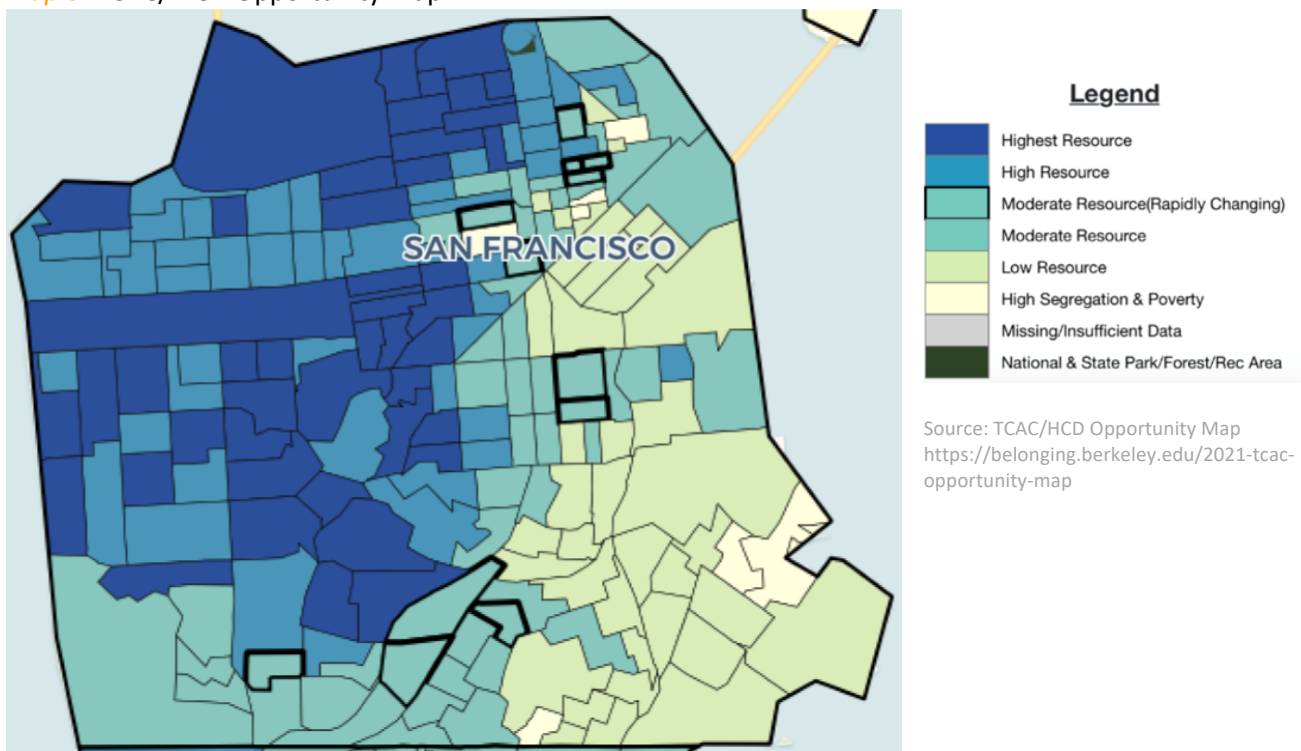 Opportunity Map
SAN FRANCISCO
Legend
Highest Resource
High Resource
Moderate Resource(Rapidly Changing)
Moderate Resource
Low Resource
High Segregation & Poverty
Missing/Insufficient Data
National & State Park/Forest/Rec Area
Source: TCAC/HCD Opportunity Map
https://belonging.berkeley.edu/2021-tcac-
opportunity-map